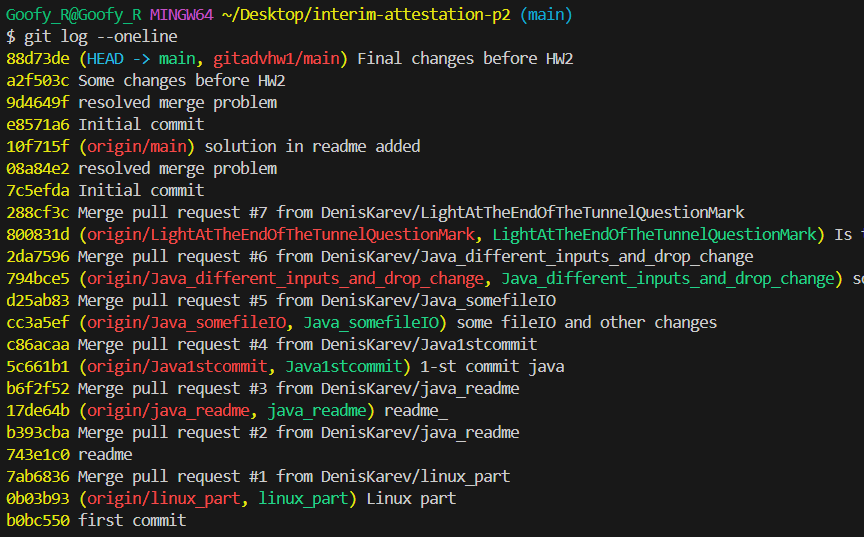 Goofy_R@Goofy_R MINGW64 ~/Desktop/interim-attestation-p2 (main)
$ git log --oneline
88d73de (HEAD -> main, gitadvhw1/main) Final changes before HW2
a2f503c Some changes before HW2
9d4649f resolved merge problem
e8571a6 Initial commit
10f715f (origin/main) solution in readme added
08a84e2 resolved merge problem
7c5efda Initial commit
288cf3c Merge pull request #7 from DenisKarev/LightAtTheEndOfTheTunnelQuestionMark
800831d (origin/LightAtTheEndOfTheTunnelQuestionMark, LightAtTheEndOfTheTunnelQuestionMark) Is
2da7596 Merge pull request #6 from DenisKarev/Java_different_inputs_and_drop_change
794bce5 (origin/Java_different_inputs_and_drop_change, Java_different_inputs_and_drop_change)
d25ab83 Merge pull request #5 from DenisKarev/Java_somefileIO
cc3a5ef (origin/Java_somefileIO, Java_somefileIO) some fileIO and other changes
c86acaa Merge pull request #4 from DenisKarev/Java1stcommit
5c661b1 (origin/Java1stcommit, Java1stcommit) 1-st commit java
b6f2f52 Merge pull request #3 from DenisKarev/java_readme
17de64b (origin/java_readme, java_readme) readme_
b393cba Merge pull request #2 from DenisKarev/java_readme
743e1c0 readme
7ab6836 Merge pull request #1 from DenisKarev/linux_part
0b03b93 (origin/linux_part, linux_part) Linux part
b0bc550 first commit